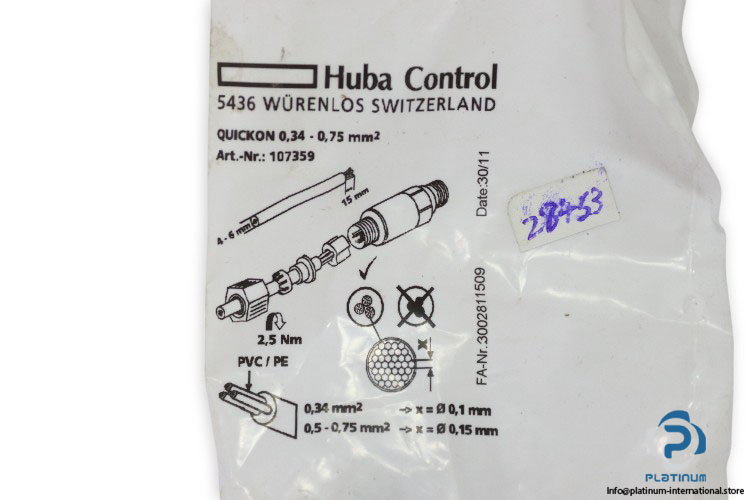 Huba Control
5436 WÜRENLOS SWITZERLAND
QUICKON 0,34 - 0,75 mm²
Art.-Nr.: 107359
15 mm
4 - 6 mm
2,5 Nm
PVC / PE
x
0,34 mm² -> x = Ø 0,1 mm
0,5 - 0,75 mm² -> x = Ø 0,15 mm
Date:30/11
FA-Nr.3002811509
28453
PLATINUM
Info@platinum-international.store